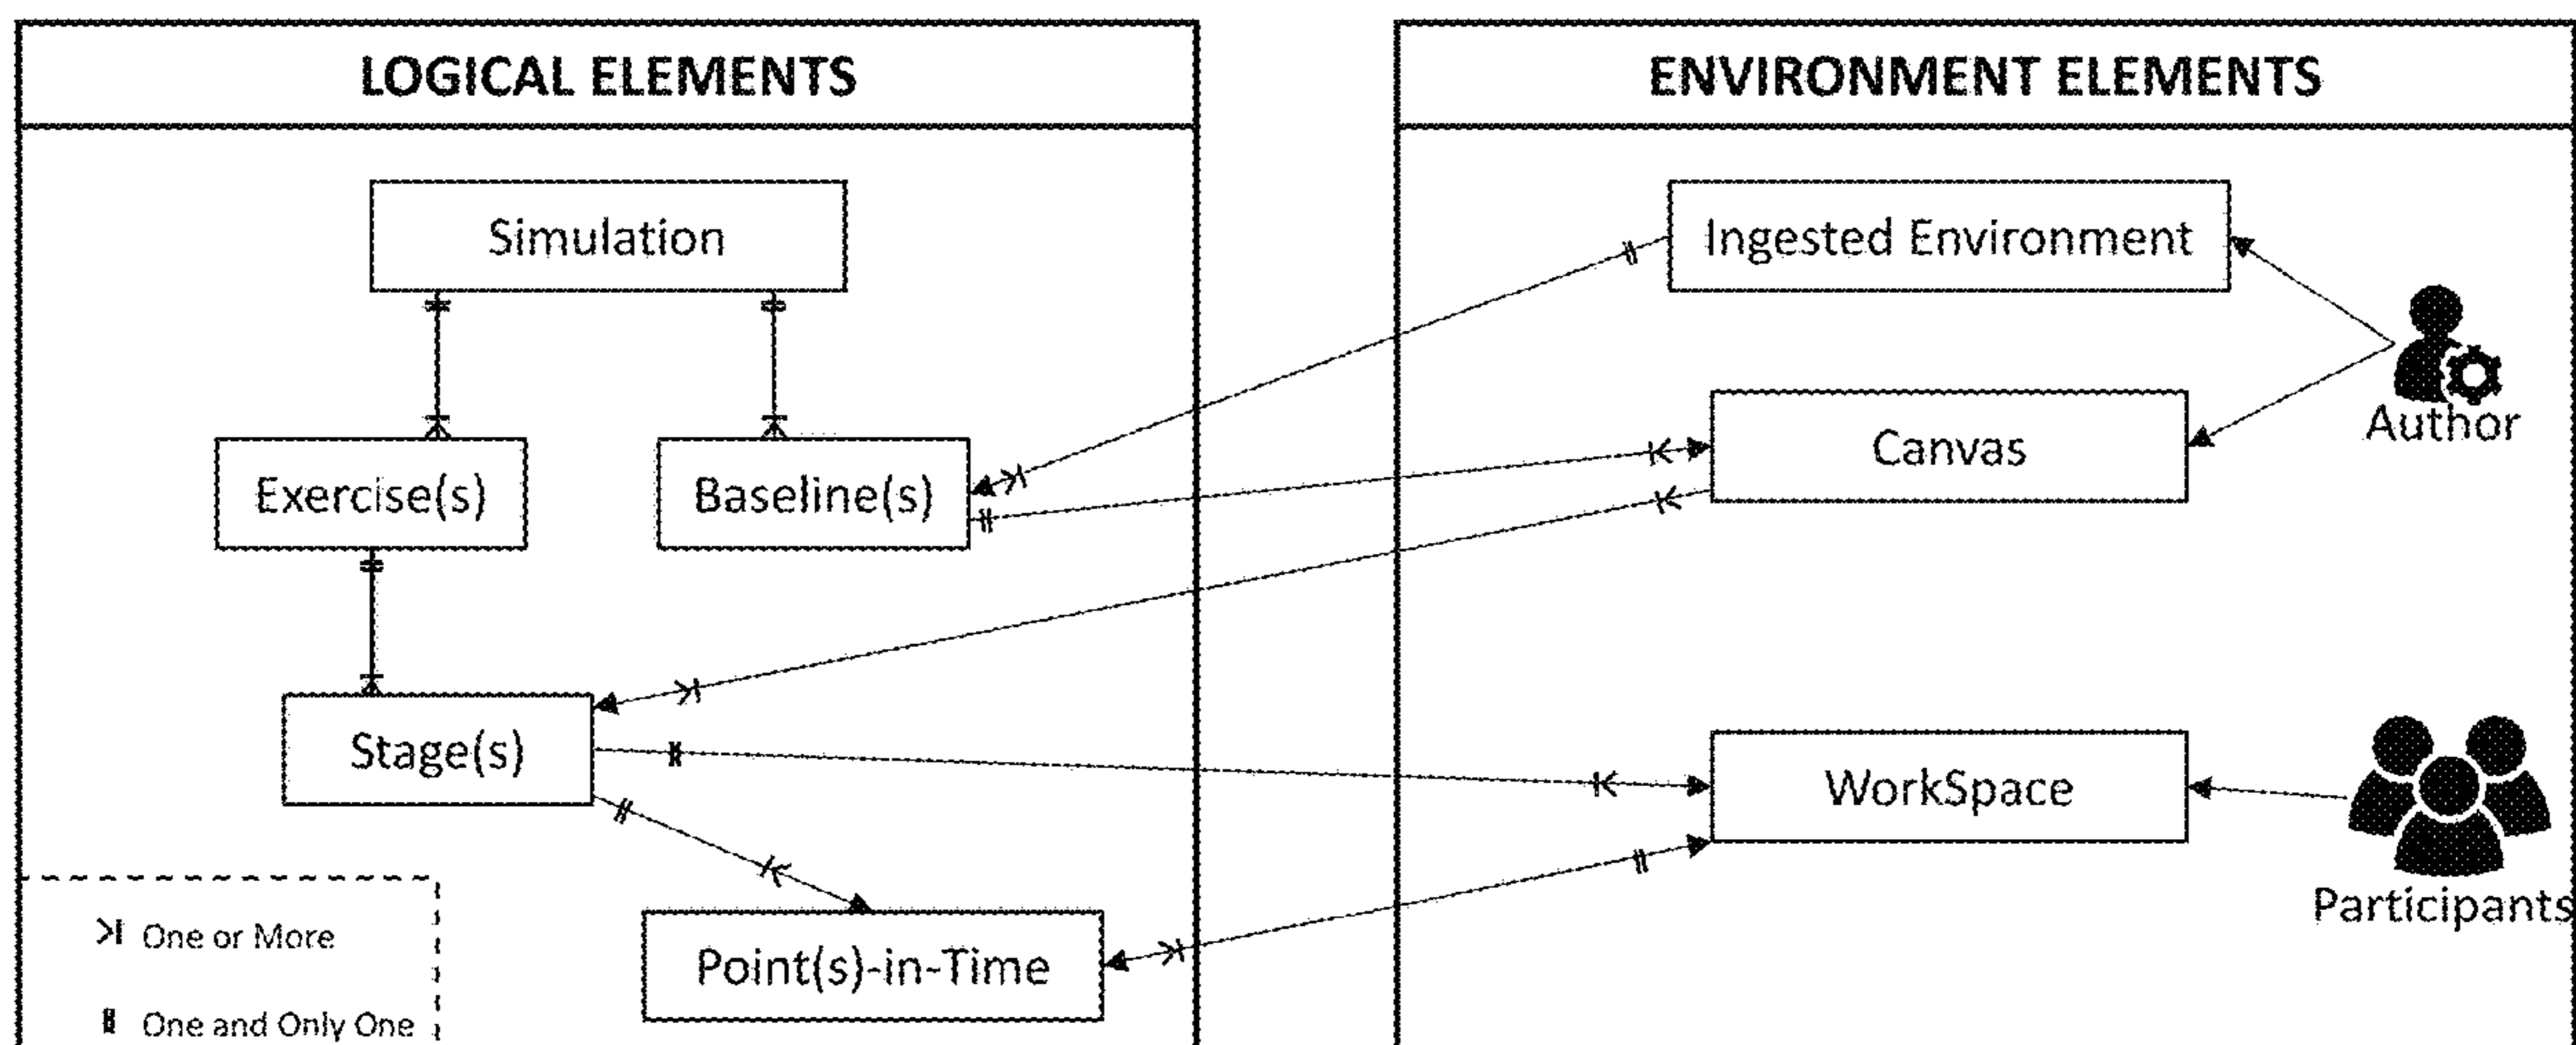 LOGICAL ELEMENTS
Simulation
Exercise(s)
Baseline(s)
Stage(s)
Point(s)-in-Time
One or More
One and Only One
ENVIRONMENT ELEMENTS
Ingested Environment
Author
Canvas
WorkSpace
Participants